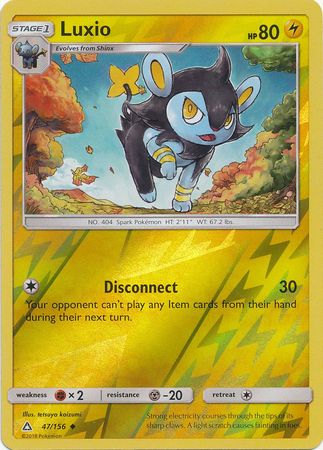 STAGE 1
Luxio
HP 80
Evolves from Shinx
NO. 404 Spark Pokémon HT: 2'11" WT: 67.2 lbs.
Disconnect 30
Your opponent can't play any Item cards from their hand
during their next turn.
weakness × 2 resistance -20 retreat
Illus. tetsuya koizumi
47/156
©2018 Pokémon
Strong electricity courses through the tips of its
sharp claws. A light scratch causes fainting in foes.